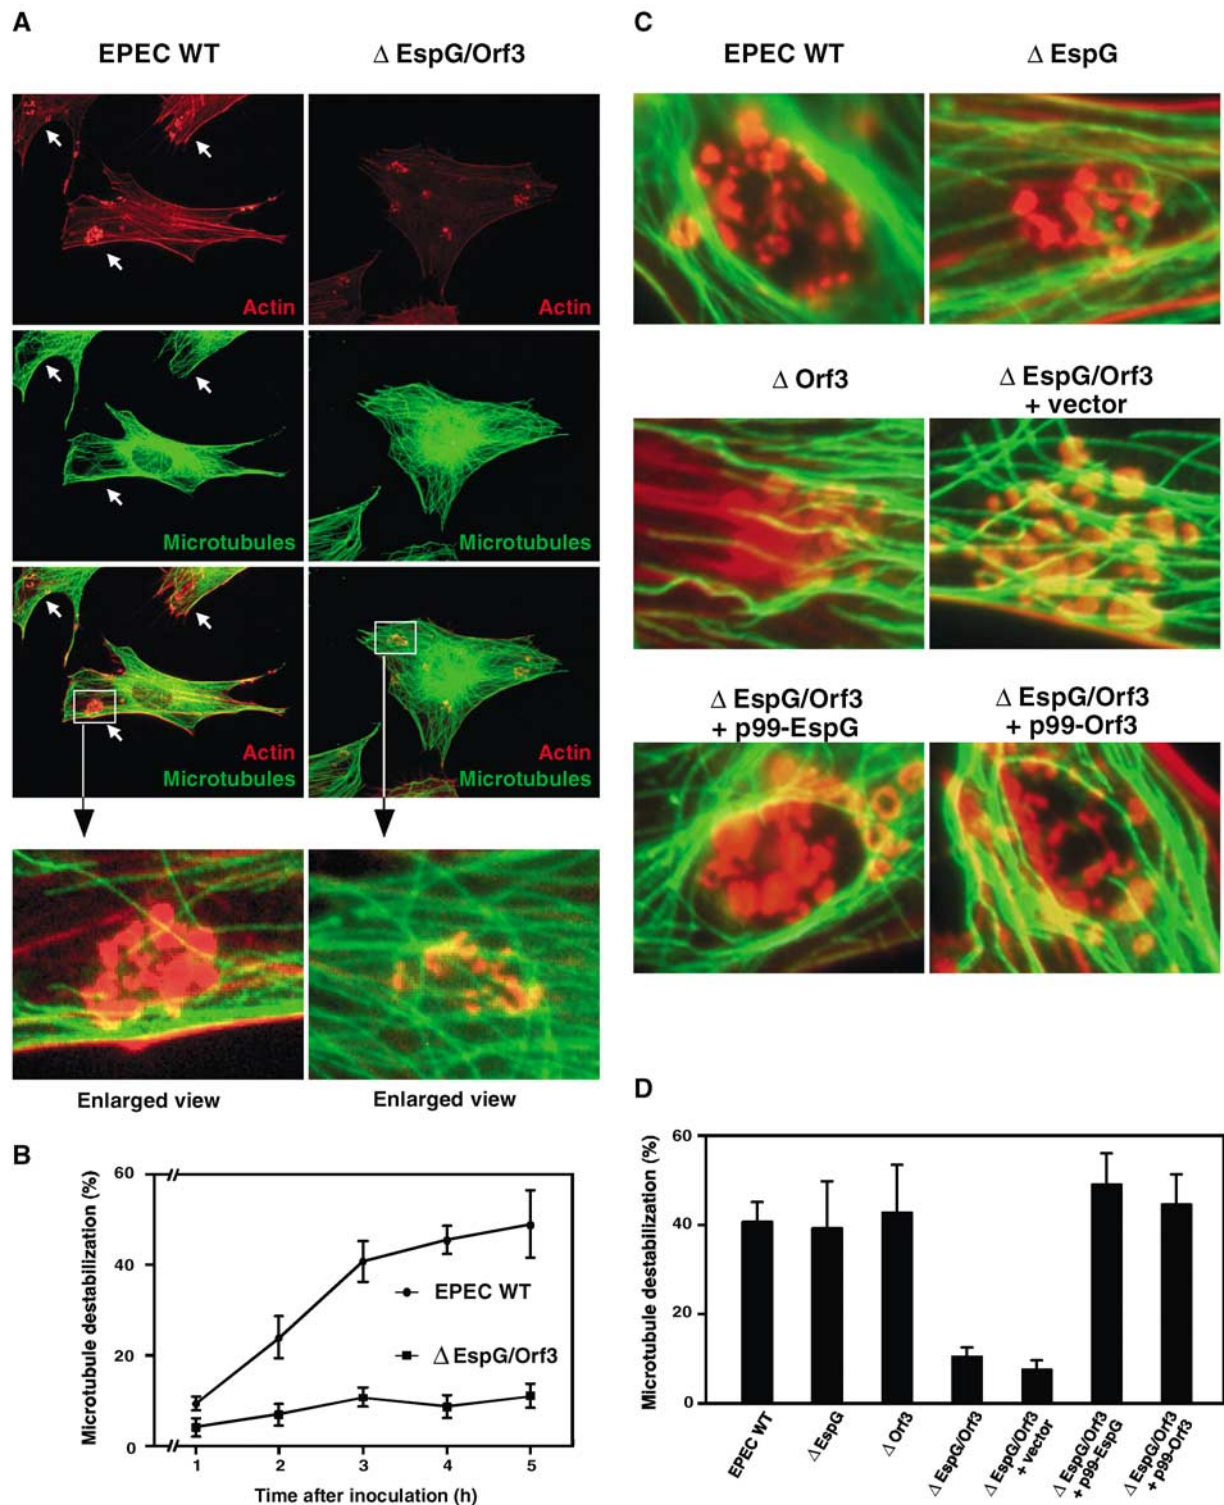 A
EPEC WT
Δ EspG/Orf3
Actin
Actin
Microtubules
Microtubules
Actin
Microtubules
Actin
Microtubules
Enlarged view
Enlarged view
B
Microtubule destabilization (%)
60
40
20
0
EPEC WT
Δ EspG/Orf3
1
2
3
4
5
Time after inoculation (h)
C
EPEC WT
Δ EspG
Δ Orf3
Δ EspG/Orf3
+ vector
Δ EspG/Orf3
+ p99-EspG
Δ EspG/Orf3
+ p99-Orf3
D
Microtubule destabilization (%)
60
40
20
0
EPEC WT
Δ EspG
Δ Orf3
Δ EspG/Orf3
Δ EspG/Orf3
+ vector
Δ EspG/Orf3
+ p99-EspG
Δ EspG/Orf3
+ p99-Orf3